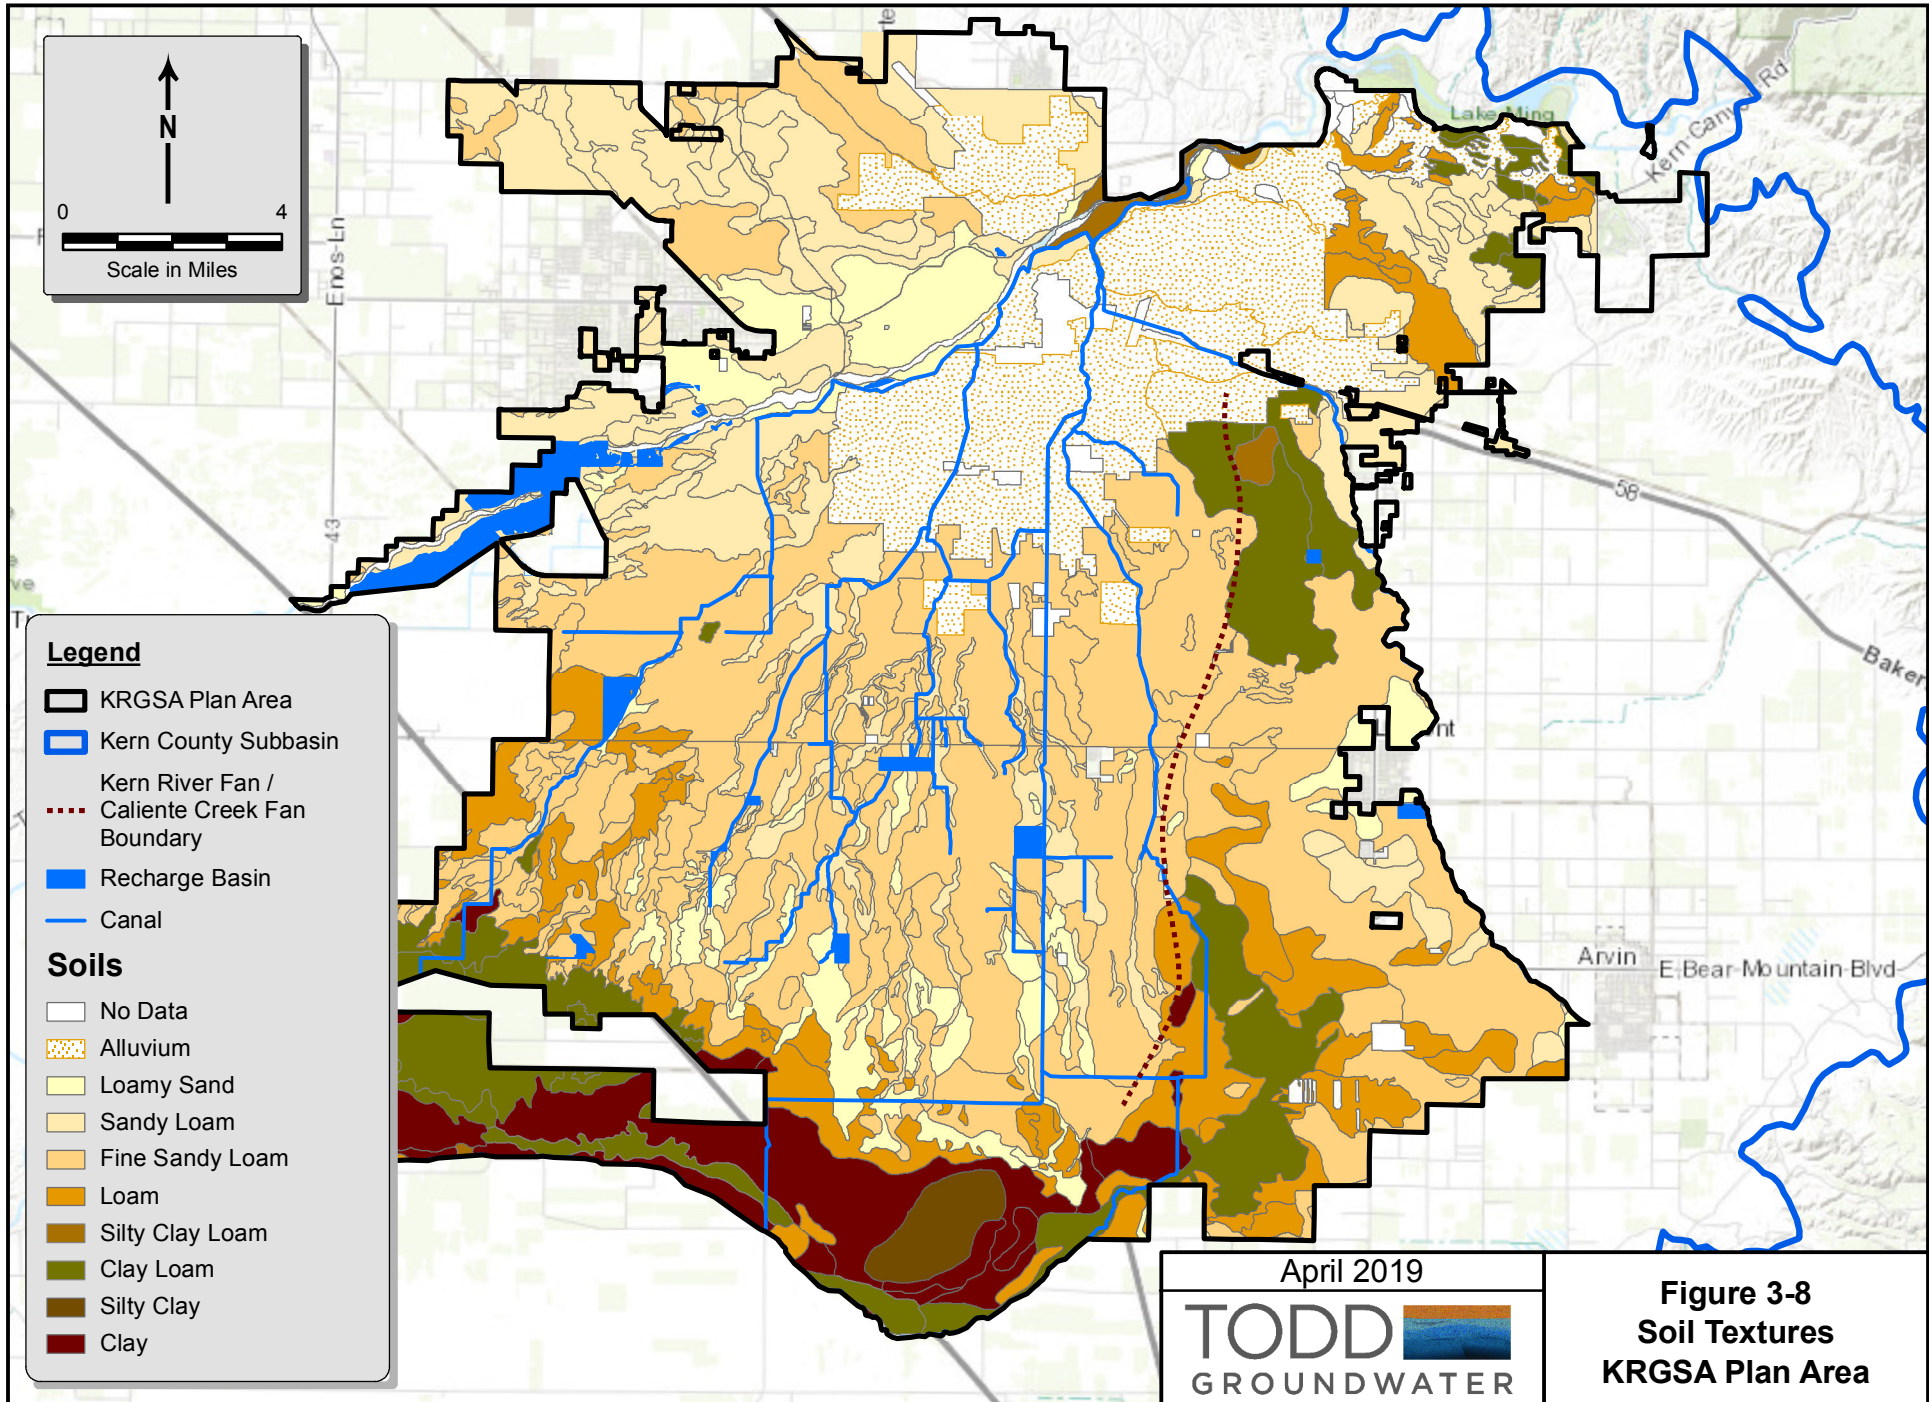 N
0 4
Scale in Miles
Enos-Ln
43
Lake-Ming
Kern-Canyon-Rd
58
Baker
Arvin
E-Bear-Mountain-Blvd
Legend
KRGSA Plan Area
Kern County Subbasin
Kern River Fan /
Caliente Creek Fan
Boundary
Recharge Basin
Canal
Soils
No Data
Alluvium
Loamy Sand
Sandy Loam
Fine Sandy Loam
Loam
Silty Clay Loam
Clay Loam
Silty Clay
Clay
April 2019
TODD
GROUNDWATER
Figure 3-8
Soil Textures
KRGSA Plan Area